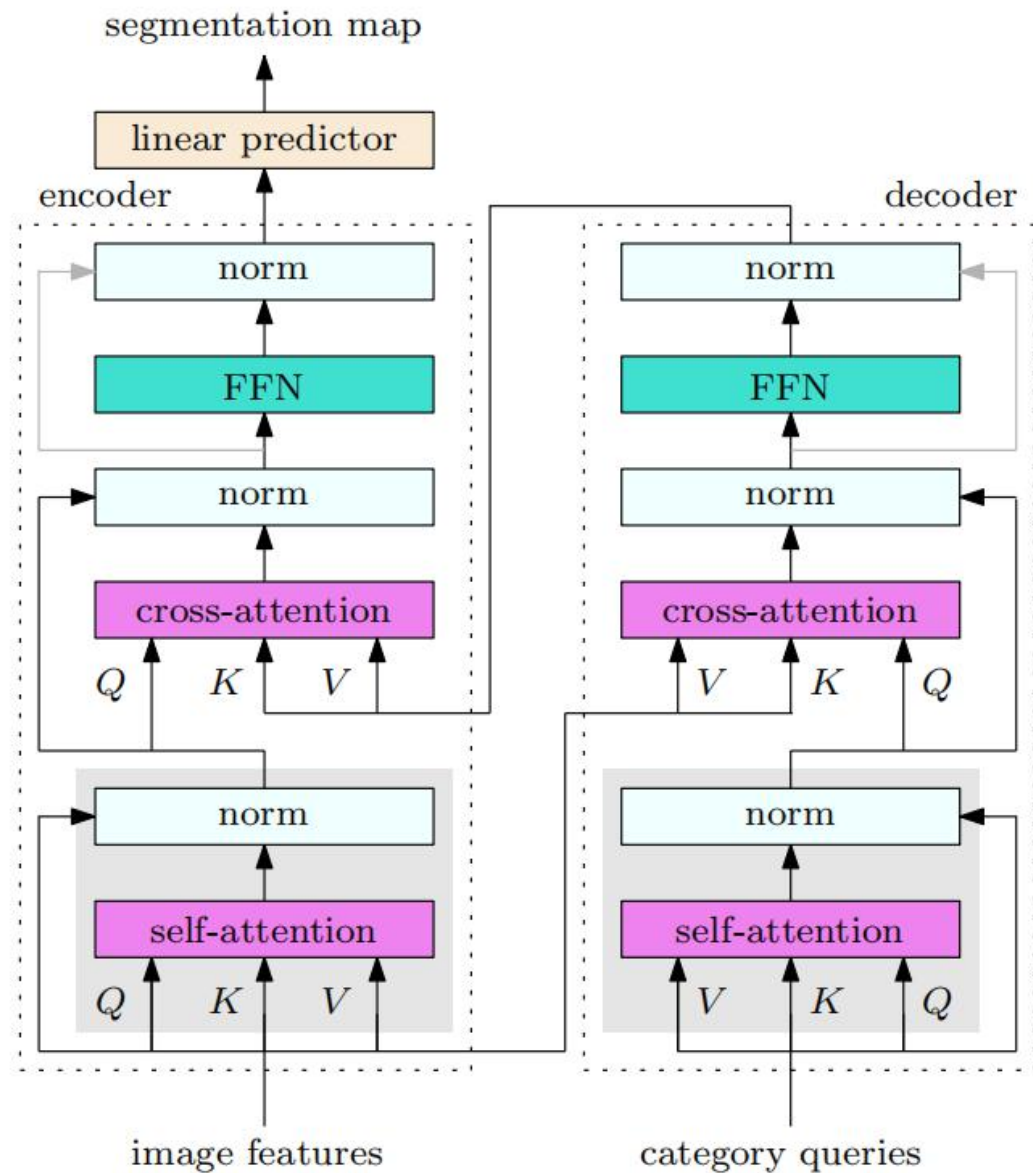 segmentation map
linear predictor
encoder
decoder
norm
norm
FFN
FFN
norm
norm
cross-attention
cross-attention
Q K V
V K Q
norm
norm
self-attention
self-attention
Q K V
V K Q
image features
category queries